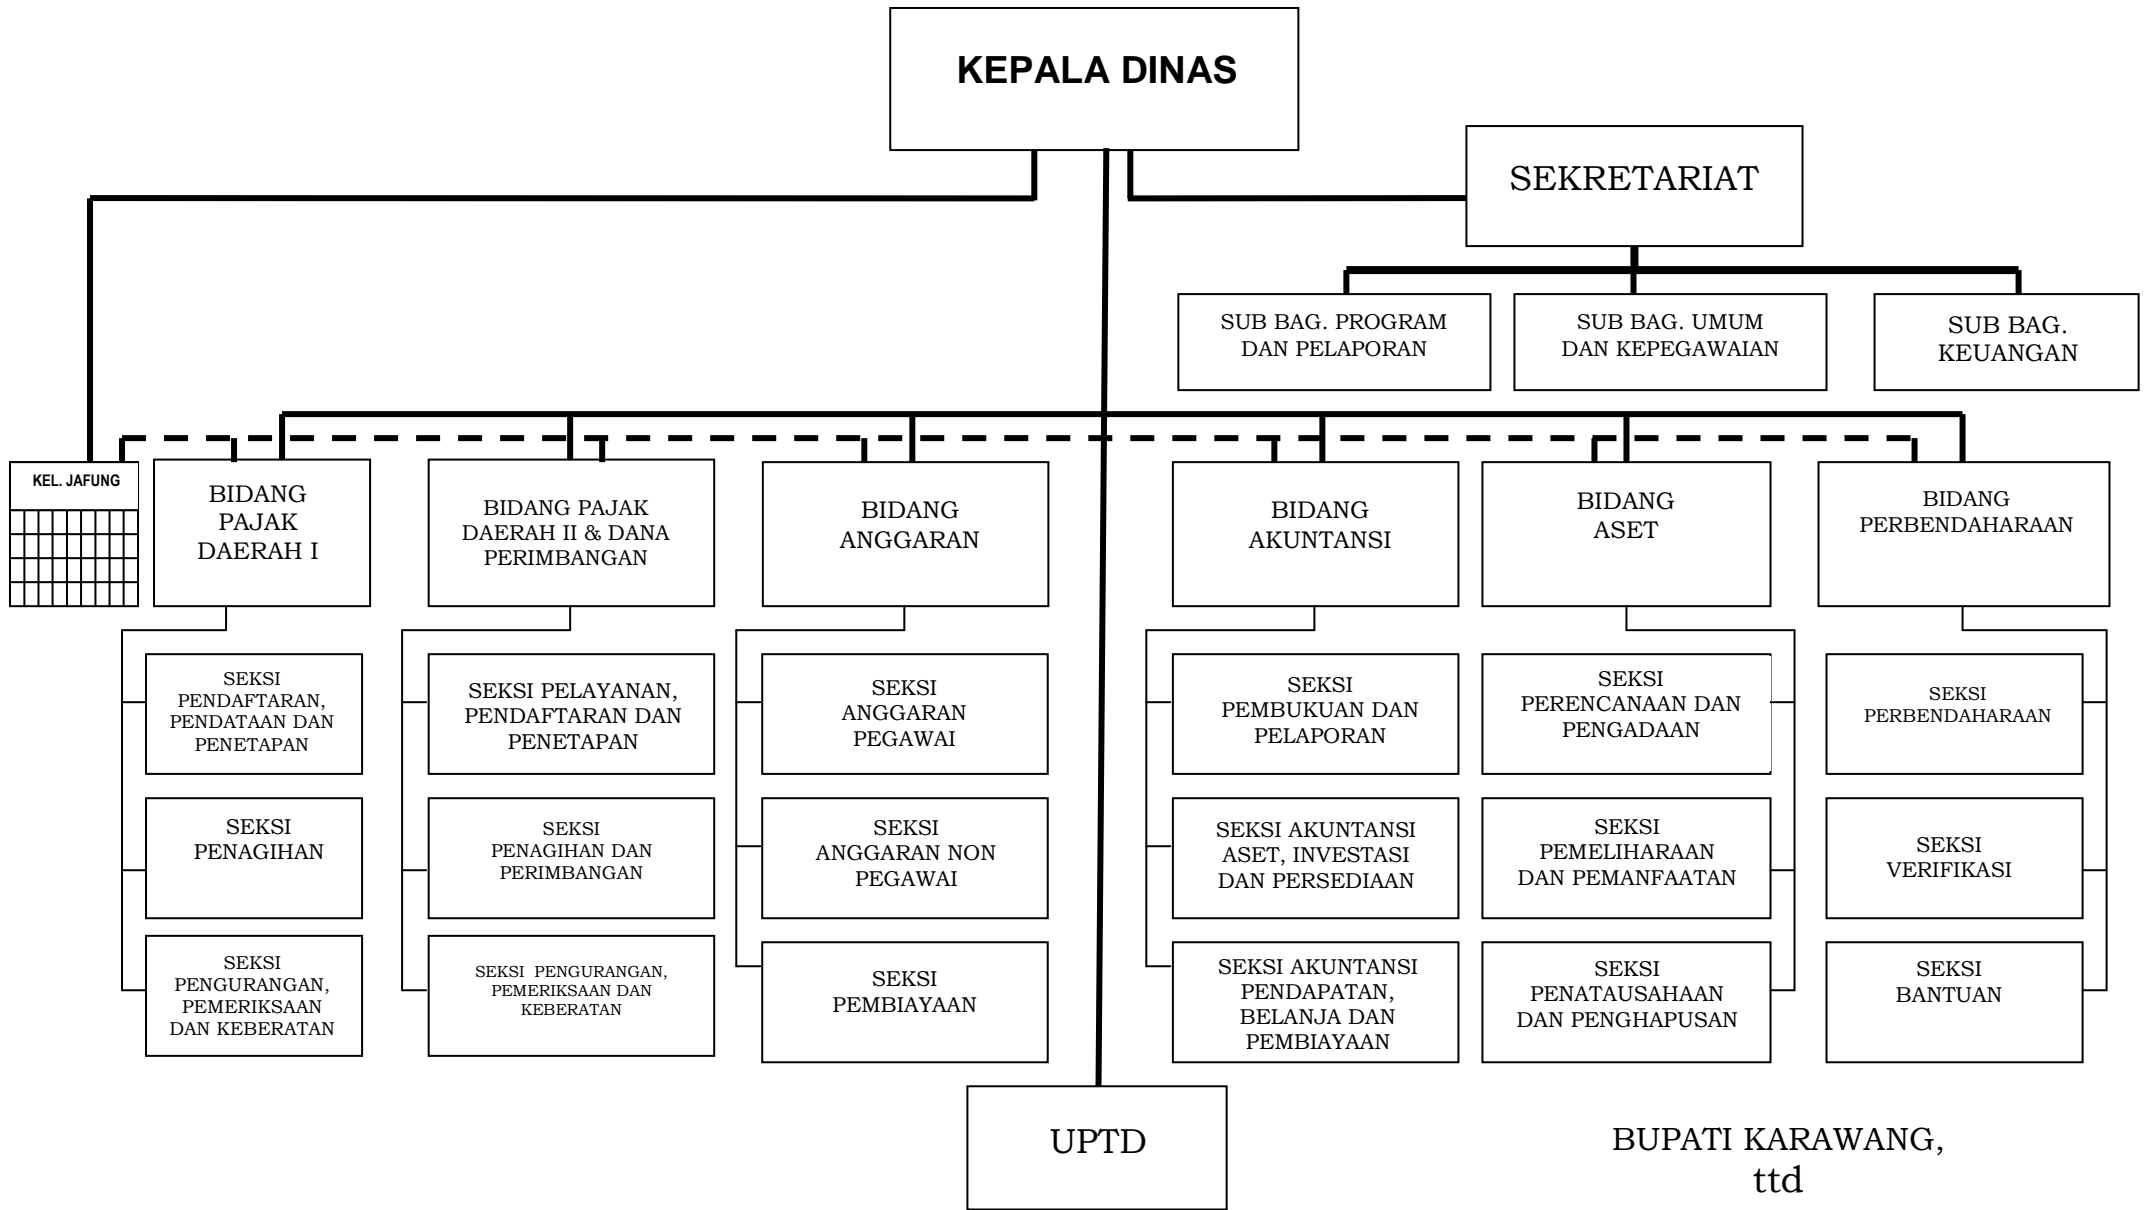 KEPALA DINAS
SEKRETARIAT
SUB BAG. PROGRAM
DAN PELAPORAN
SUB BAG. UMUM
DAN KEPEGAWAIAN
SUB BAG.
KEUANGAN
KEL. JAFUNG
BIDANG
PAJAK
DAERAH I
BIDANG PAJAK
DAERAH II & DANA
PERIMBANGAN
BIDANG
ANGGARAN
BIDANG
AKUNTANSI
BIDANG
ASET
BIDANG
PERBENDAHARAAN
SEKSI
PENDAFTARAN,
PENDATAAN DAN
PENETAPAN
SEKSI PELAYANAN,
PENDAFTARAN DAN
PENETAPAN
SEKSI
ANGGARAN
PEGAWAI
SEKSI
PEMBUKUAN DAN
PELAPORAN
SEKSI
PERENCANAAN DAN
PENGADAAN
SEKSI
PERBENDAHARAAN
SEKSI
PENAGIHAN
SEKSI
PENAGIHAN DAN
PERIMBANGAN
SEKSI
ANGGARAN NON
PEGAWAI
SEKSI AKUNTANSI
ASET, INVESTASI
DAN PERSEDIAAN
SEKSI
PEMELIHARAAN
DAN PEMANFAATAN
SEKSI
VERIFIKASI
SEKSI
PENGURANGAN,
PEMERIKSAAN
DAN KEBERATAN
SEKSI  PENGURANGAN,
PEMERIKSAAN DAN
KEBERATAN
SEKSI
PEMBIAYAAN
SEKSI AKUNTANSI
PENDAPATAN,
BELANJA DAN
PEMBIAYAAN
SEKSI
PENATAUSAHAAN
DAN PENGHAPUSAN
SEKSI
BANTUAN
UPTD
BUPATI KARAWANG,
ttd